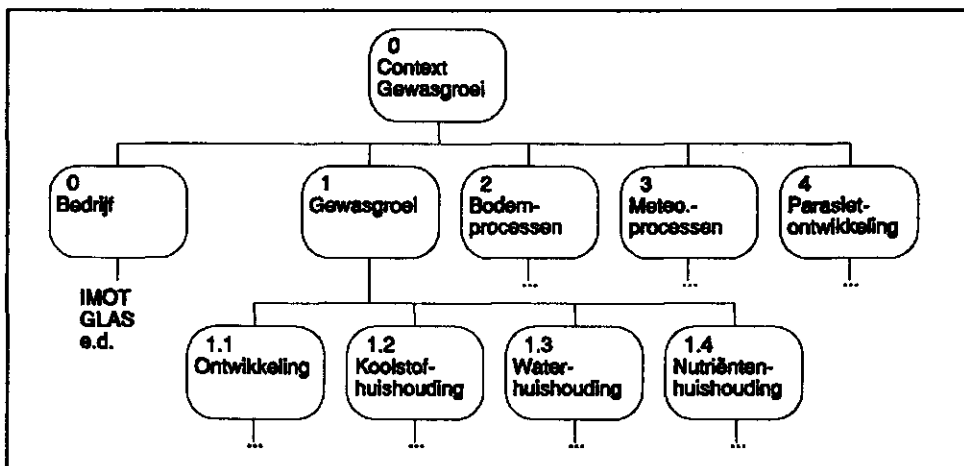 0
Context
Gewasgroei
0
Bedrijf
1
Gewasgroei
2
Bodem-
processen
3
Meteo.-
processen
4
Parasiet-
ontwikkeling
...
...
...
IMOT
GLAS
e.d.
1.1
Ontwikkeling
1.2
Koolstof-
huishouding
1.3
Water-
huishouding
1.4
Nutriënten-
huishouding
...
...
...
...